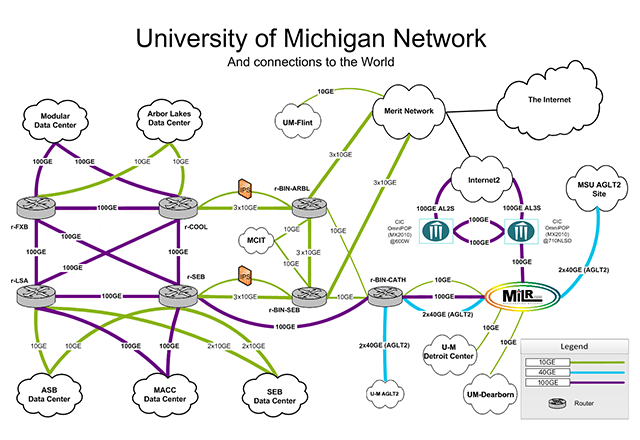 University of Michigan Network
And connections to the World
Modular
Data Center
Arbor Lakes
Data Center
10GE
UM-Flint
Merit Network
The Internet
100GE
100GE
10GE
10GE
3x10GE
3x10GE
Internet2
MSU AGLT2
Site
IPS
r-BIN-ARBL
100GE AL2S
100GE AL3S
100GE
3x10GE
r-FXB
r-COOL
CIC
OmniPOP
(MX2010)
@600W
100GE
100GE
CIC
OmniPOP
(MX2010)
@710NLSD
MCIT
10GE
10GE
10GE
100GE
100GE
100GE
100GE
3x10GE
100GE
2x40GE (AGLT2)
r-LSA
r-SEB
IPS
r-BIN-CATH
10GE
100GE
3x10GE
10GE
100GE
MiLR
r-BIN-SEB
2x40GE (AGLT2)
100GE
10GE
10GE
10GE
10GE
100GE
100GE
2x10GE
2x10GE
2x40GE (AGLT2)
U-M
Detroit Center
ASB
Data Center
MACC
Data Center
SEB
Data Center
U-M AGLT2
UM-Dearborn
Legend
10GE
40GE
100GE
Router